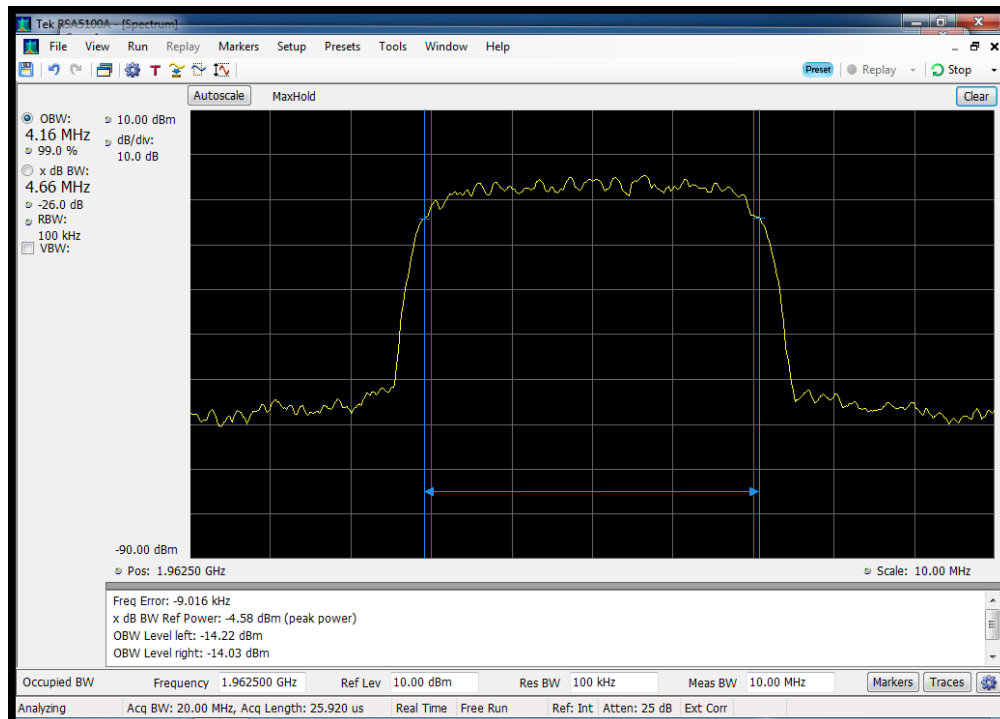 Tek RSA5100A - [Spectrum]
File View Run Replay Markers Setup Presets Tools Window Help
T Preset Replay Stop
Autoscale MaxHold Clear
OBW:
4.16 MHz
99.0 %
x dB BW:
4.66 MHz
-26.0 dB
RBW:
100 kHz
VBW:
10.00 dBm
dB/div:
10.0 dB
-90.00 dBm
Pos: 1.96250 GHz Scale: 10.00 MHz
Freq Error: -9.016 kHz
x dB BW Ref Power: -4.58 dBm (peak power)
OBW Level left: -14.22 dBm
OBW Level right: -14.03 dBm
Occupied BW Frequency 1.962500 GHz Ref Lev 10.00 dBm Res BW 100 kHz Meas BW 10.00 MHz Markers Traces
Analyzing Acq BW: 20.00 MHz, Acq Length: 25.920 us Real Time Free Run Ref: Int Atten: 25 dB Ext Corr